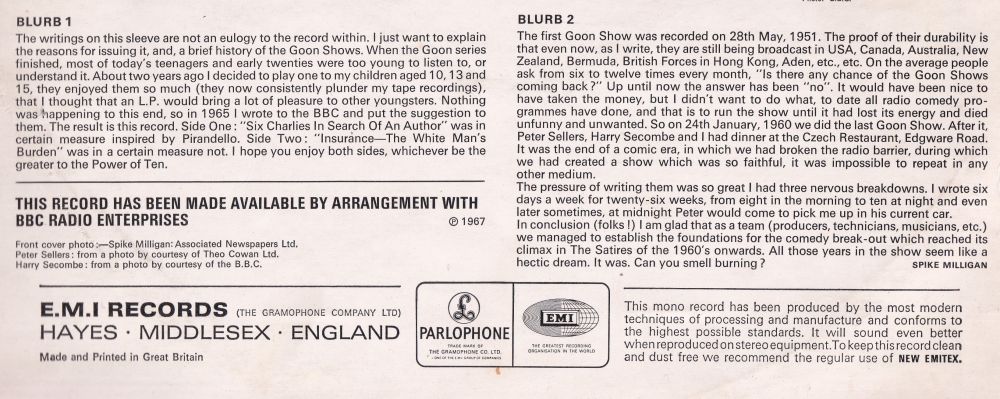 BLURB 1
The writings on this sleeve are not an eulogy to the record within. I just want to explain
the reasons for issuing it, and, a brief history of the Goon Shows. When the Goon series
finished, most of today's teenagers and early twenties were too young to listen to, or
understand it. About two years ago I decided to play one to my children aged 10, 13 and
15, they enjoyed them so much (they now consistently plunder my tape recordings),
that I thought that an L.P. would bring a lot of pleasure to other youngsters. Nothing
was happening to this end, so in 1965 I wrote to the BBC and put the suggestion to
them. The result is this record. Side One: "Six Charlies In Search Of An Author" was in
certain measure inspired by Pirandello. Side Two: "Insurance—The White Man's
Burden" was in a certain measure not. I hope you enjoy both sides, whichever be the
greater to the Power of Ten.
THIS RECORD HAS BEEN MADE AVAILABLE BY ARRANGEMENT WITH
BBC RADIO ENTERPRISES ℗ 1967
Front cover photo:—Spike Milligan: Associated Newspapers Ltd.
Peter Sellers: from a photo by courtesy of Theo Cowan Ltd.
Harry Secombe: from a photo by courtesy of the B.B.C.
BLURB 2
The first Goon Show was recorded on 28th May, 1951. The proof of their durability is
that even now, as I write, they are still being broadcast in USA, Canada, Australia, New
Zealand, Bermuda, British Forces in Hong Kong, Aden, etc., etc. On the average people
ask from six to twelve times every month, "Is there any chance of the Goon Shows
coming back?" Up until now the answer has been "no". It would have been nice to
have taken the money, but I didn't want to do what, to date all radio comedy pro-
grammes have done, and that is to run the show until it had lost its energy and died
unfunny and unwanted. So on 24th January, 1960 we did the last Goon Show. After it,
Peter Sellers, Harry Secombe and I had dinner at the Czech Restaurant, Edgware Road.
It was the end of a comic era, in which we had broken the radio barrier, during which
we had created a show which was so faithful, it was impossible to repeat in any
other medium.
The pressure of writing them was so great I had three nervous breakdowns. I wrote six
days a week for twenty-six weeks, from eight in the morning to ten at night and even
later sometimes, at midnight Peter would come to pick me up in his current car.
In conclusion (folks!) I am glad that as a team (producers, technicians, musicians, etc.)
we managed to establish the foundations for the comedy break-out which reached its
climax in The Satires of the 1960's onwards. All those years in the show seem like a
hectic dream. It was. Can you smell burning? SPIKE MILLIGAN
E.M.I RECORDS (THE GRAMOPHONE COMPANY LTD)
HAYES · MIDDLESEX · ENGLAND
Made and Printed in Great Britain
PARLOPHONE
TRADE MARK OF
THE GRAMOPHONE CO. LTD.
ONE OF THE E.M.I GROUP OF COMPANIES
EMI
THE GREATEST RECORDING
ORGANISATION IN THE WORLD
This mono record has been produced by the most modern
techniques of processing and manufacture and conforms to
the highest possible standards. It will sound even better
when reproduced on stereo equipment. To keep this record clean
and dust free we recommend the regular use of NEW EMITEX.